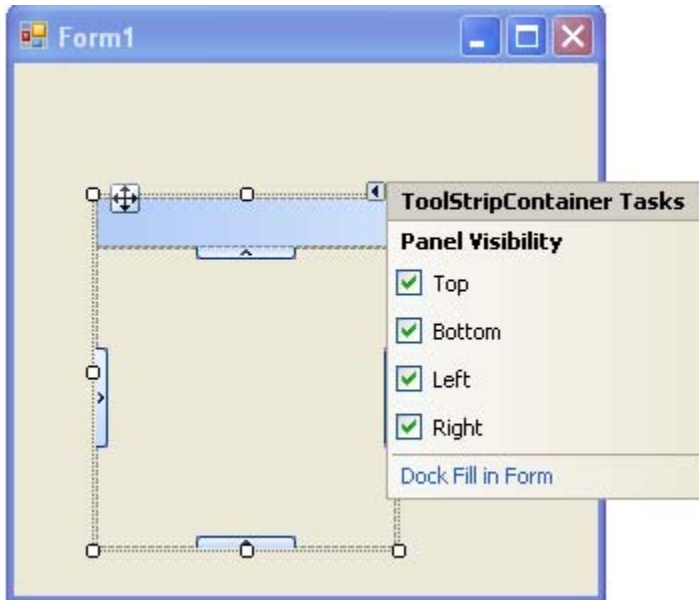 Form1
ToolStripContainer Tasks
Panel Visibility
Top
Bottom
Left
Right
Dock Fill in Form